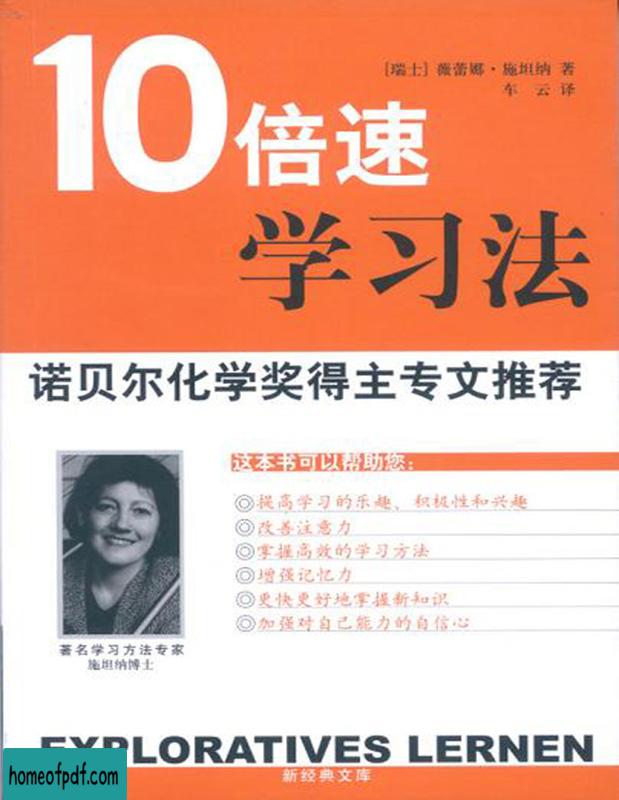 [瑞士] 薇蕾娜·施坦纳 著
车 云 译
10倍速
学习法
诺贝尔化学奖得主专文推荐
这本书可以帮助您：
◎提高学习的乐趣、积极性和兴趣
◎改善注意力
◎掌握高效的学习方法
◎增强记忆力
◎更快更好地掌握新知识
◎加强对自己能力的自信心
著名学习方法专家
施坦纳博士
EXPLORATIVES LERNEN
新经典文库
homeofpdf.com